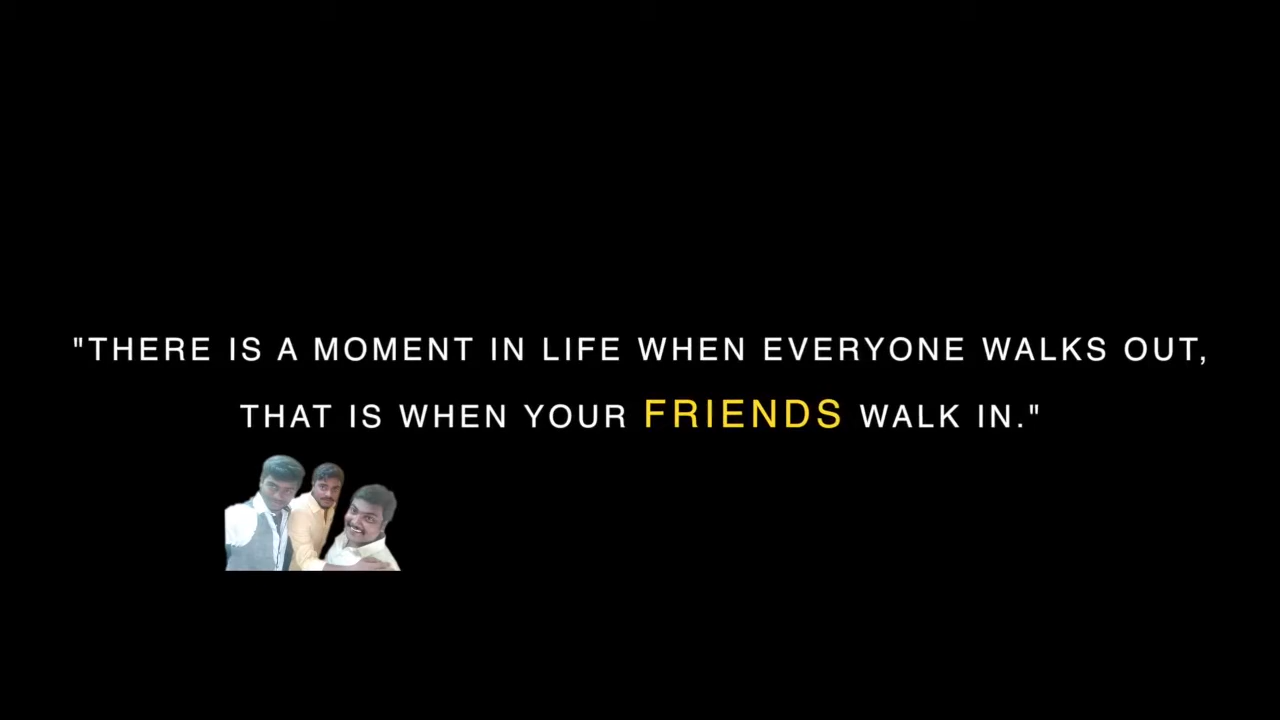 "THERE IS A MOMENT IN LIFE WHEN EVERYONE WALKS OUT,
THAT IS WHEN YOUR FRIENDS WALK IN."